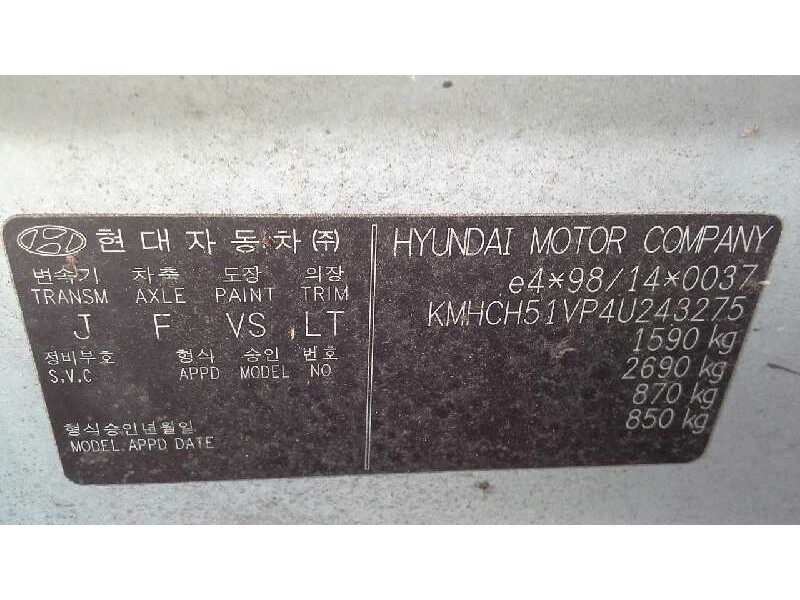 현대자동차㈜
변속기 차축 도장 의장
TRANSM AXLE PAINT TRIM
J F VS LT
정비부호 형식 승인 번호
S.V.C APPD MODEL NO
형식승인년월일
MODEL APPD DATE
HYUNDAI MOTOR COMPANY
e4*98/14*0037
KMHCH51VP4U243275
1590 kg
2690 kg
870 kg
850 kg